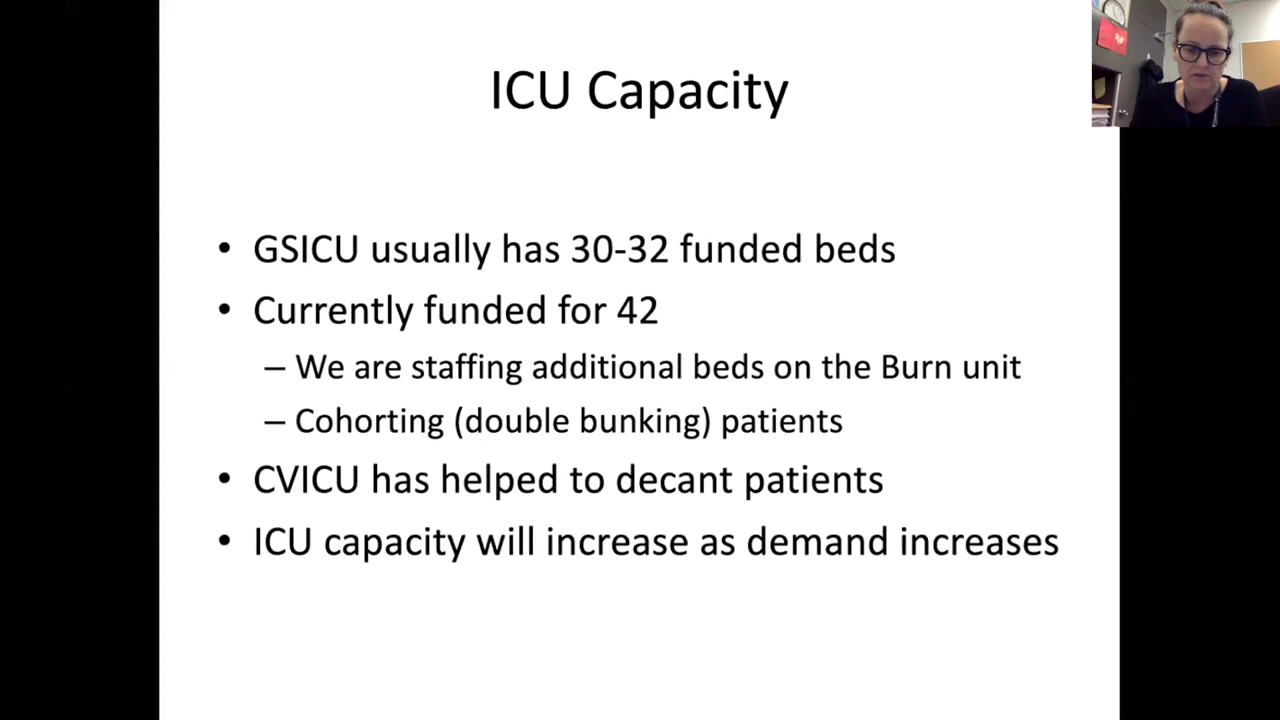 ICU Capacity
• GSICU usually has 30-32 funded beds
• Currently funded for 42
– We are staffing additional beds on the Burn unit
– Cohorting (double bunking) patients
• CVICU has helped to decant patients
• ICU capacity will increase as demand increases